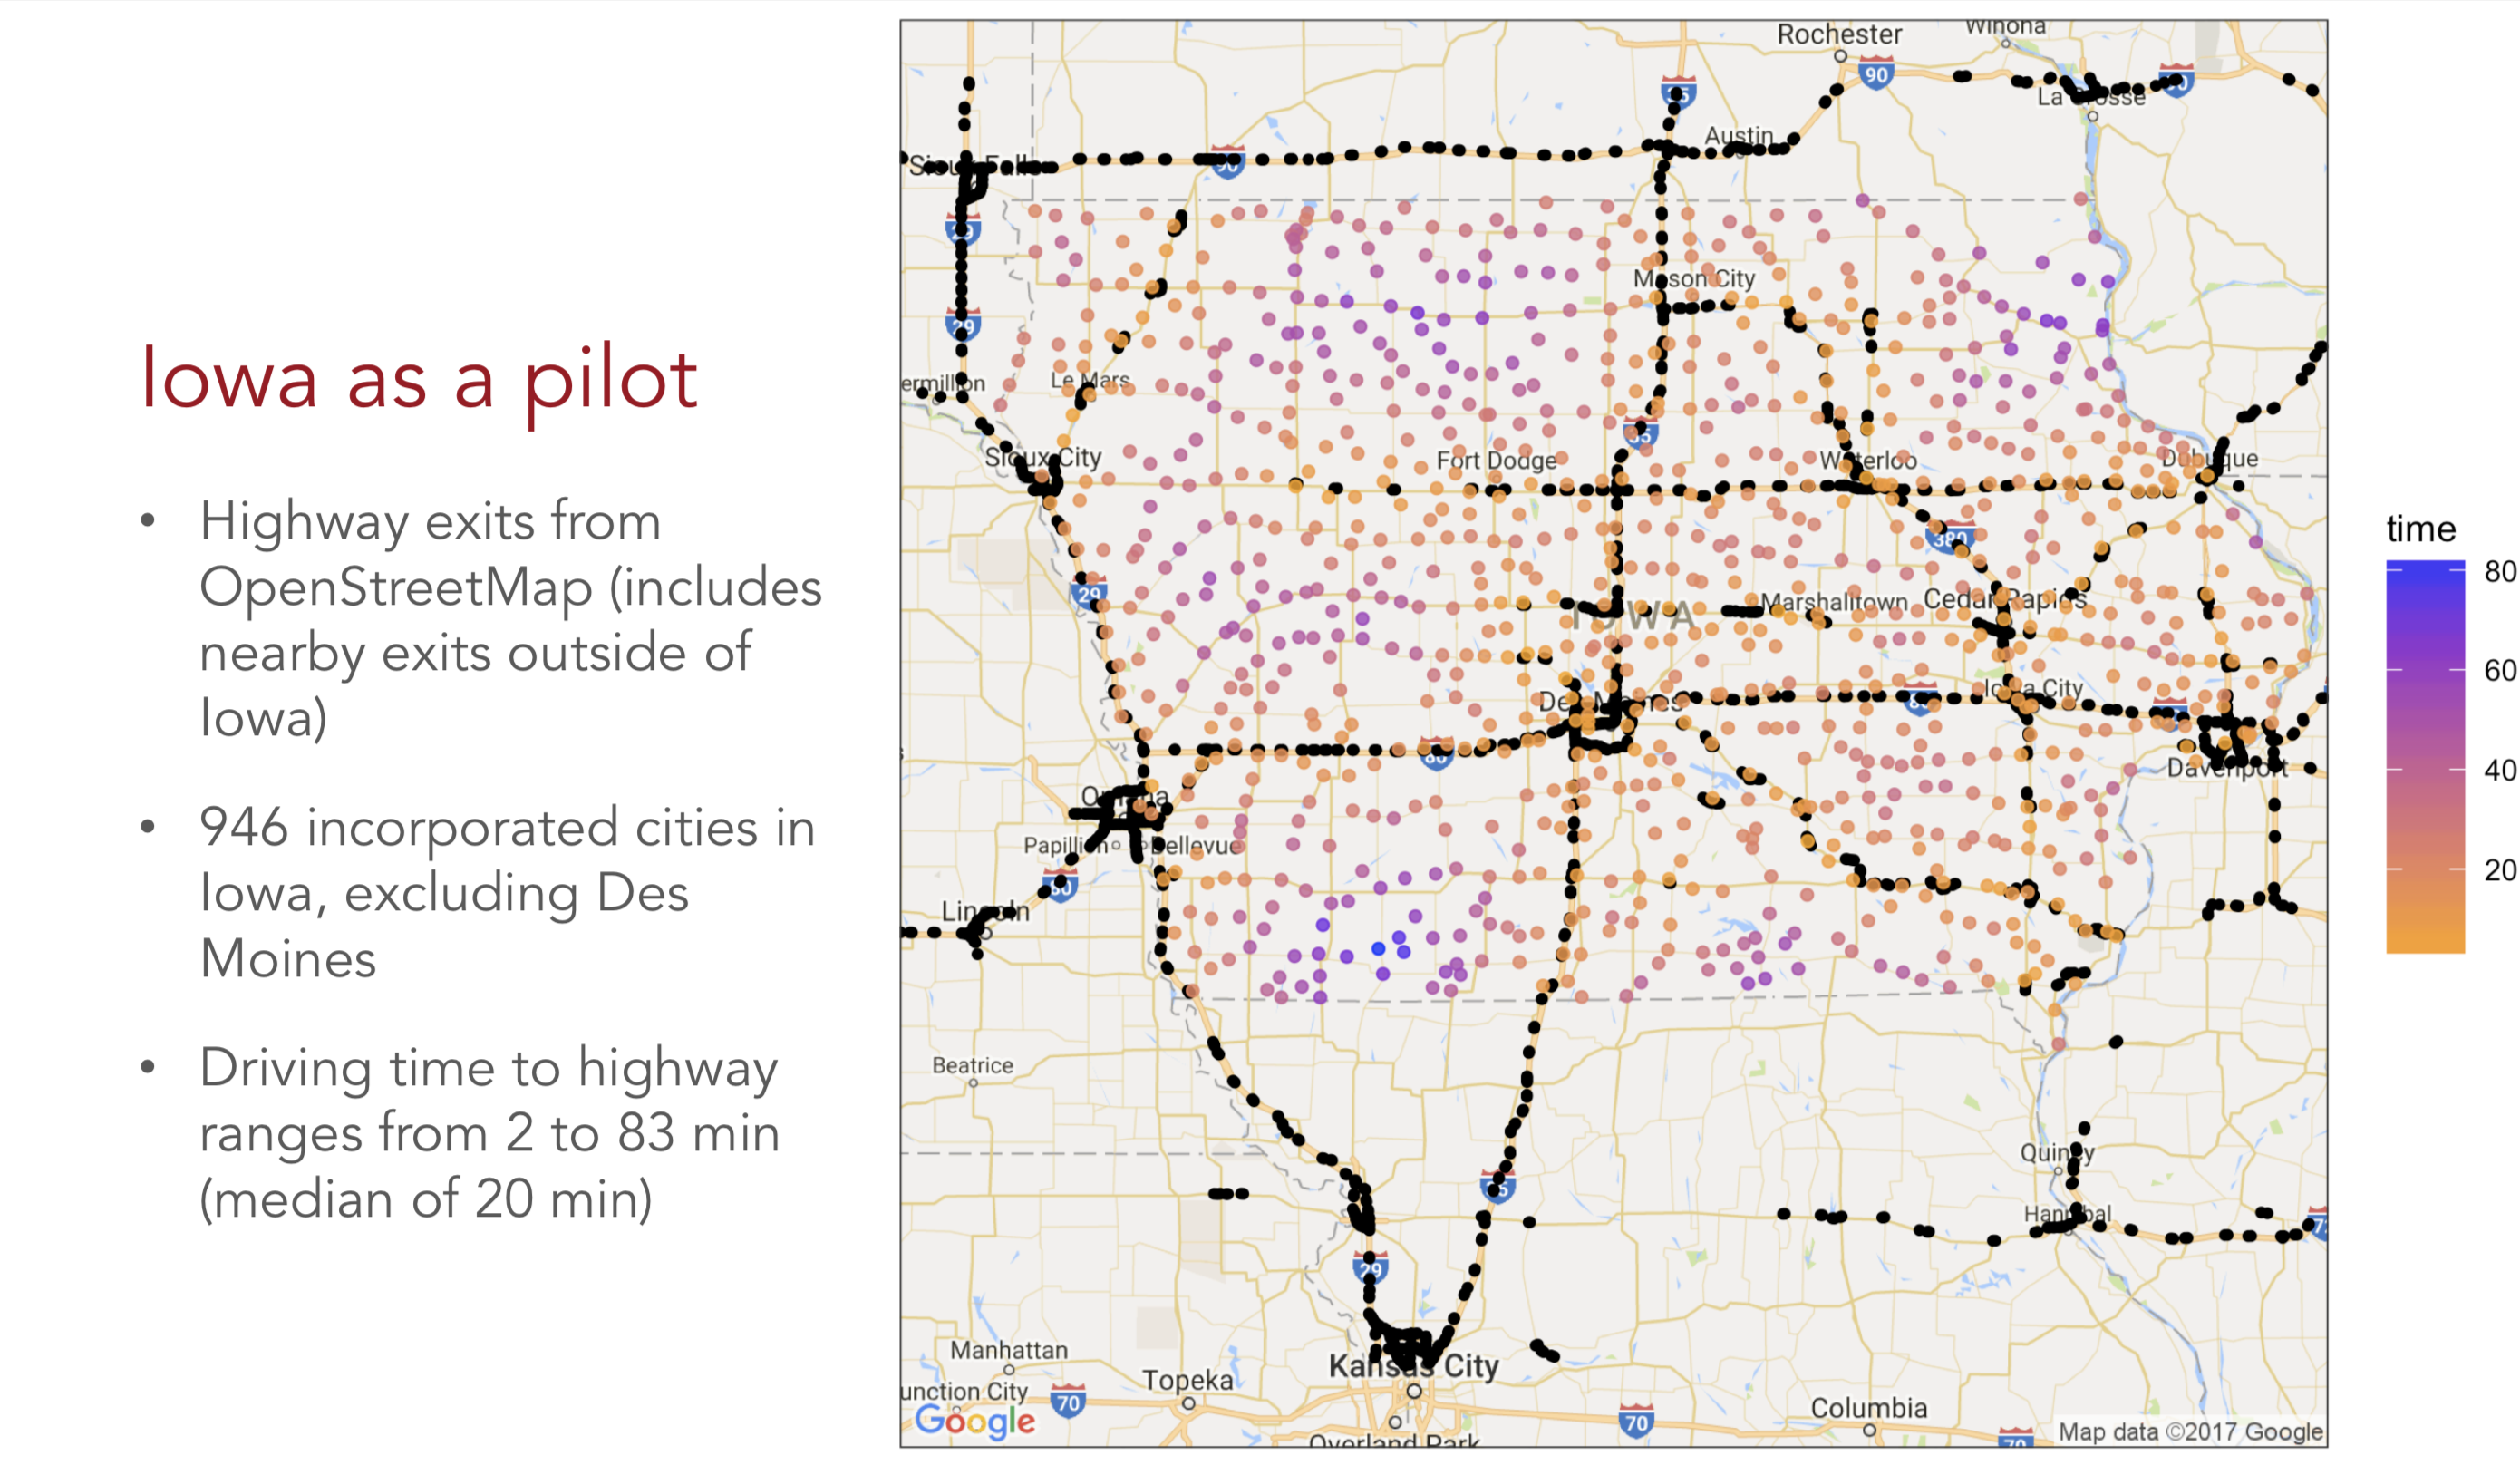 Iowa as a pilot
• Highway exits from
OpenStreetMap (includes
nearby exits outside of
Iowa)
• 946 incorporated cities in
Iowa, excluding Des
Moines
• Driving time to highway
ranges from 2 to 83 min
(median of 20 min)
Rochester
Winona
90
35
La Crosse
90
Austin
Sioux Falls
90
29
Mason City
29
ermillion
Le Mars
35
Sioux City
Fort Dodge
Waterloo
Dubuque
380
29
IOWA
Marshalltown
Cedar Rapids
Des Moines
Iowa City
80
80
Davenport
Omaha
Papillion
Bellevue
80
Lincoln
Beatrice
Quincy
35
Hannibal
72
29
Manhattan
Kansas City
Topeka
unction City
70
70
Columbia
70
Overland Park
Google
Map data ©2017 Google
time
80
60
40
20